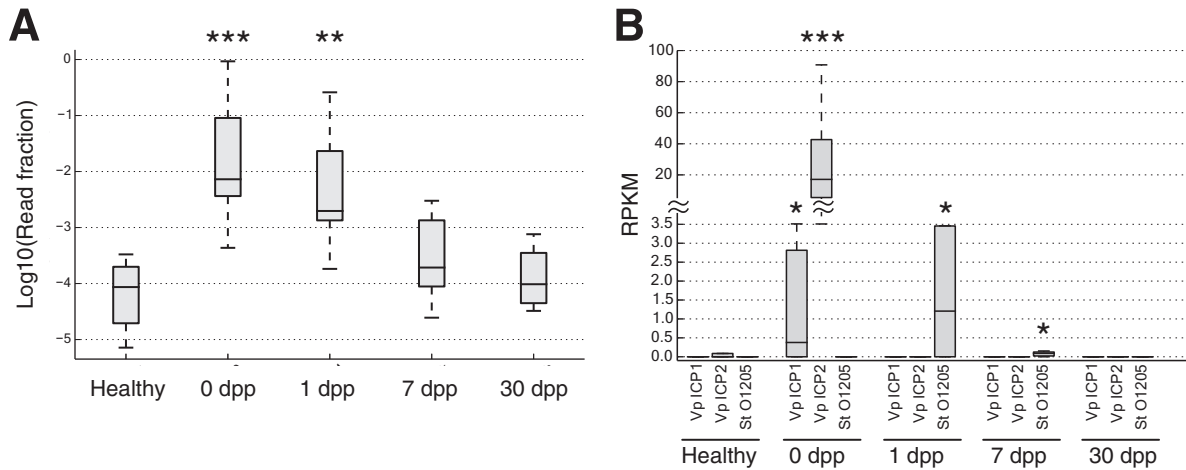 A
*** **
Log10(Read fraction)
0
−1
−2
−3
−4
−5
Healthy 0 dpp 1 dpp 7 dpp 30 dpp
B
***
* * *
RPKM
100
80
60
40
20
3.5
3.0
2.5
2.0
1.5
1.0
0.5
0.0
Vp ICP1 Vp ICP2 St O1205 Vp ICP1 Vp ICP2 St O1205 Vp ICP1 Vp ICP2 St O1205 Vp ICP1 Vp ICP2 St O1205 Vp ICP1 Vp ICP2 St O1205
Healthy 0 dpp 1 dpp 7 dpp 30 dpp